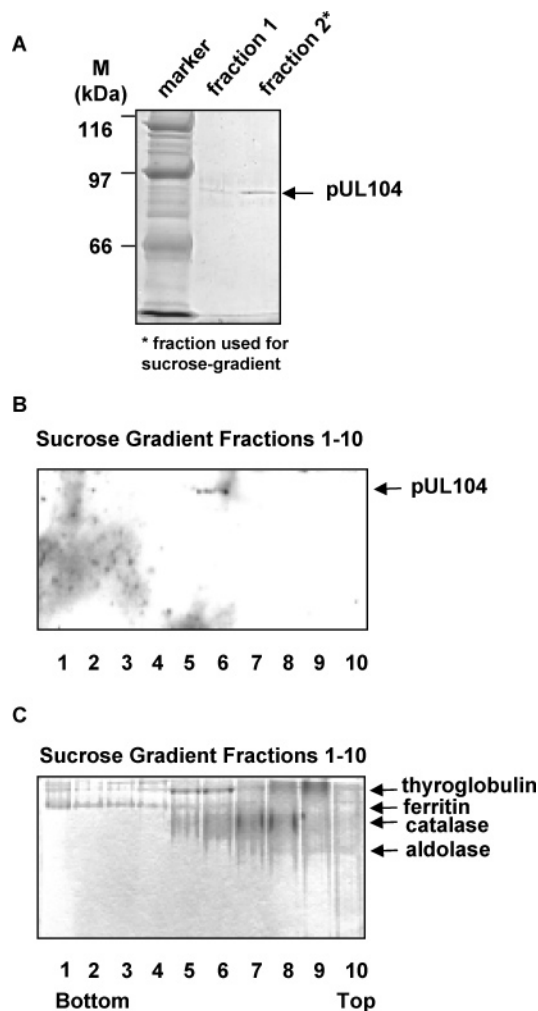 A
M
(kDa)
marker
fraction 1
fraction 2*
116
97
66
pUL104
* fraction used for
sucrose-gradient
B
Sucrose Gradient Fractions 1-10
pUL104
1 2 3 4 5 6 7 8 9 10
C
Sucrose Gradient Fractions 1-10
thyroglobulin
ferritin
catalase
aldolase
1 2 3 4 5 6 7 8 9 10
Bottom Top